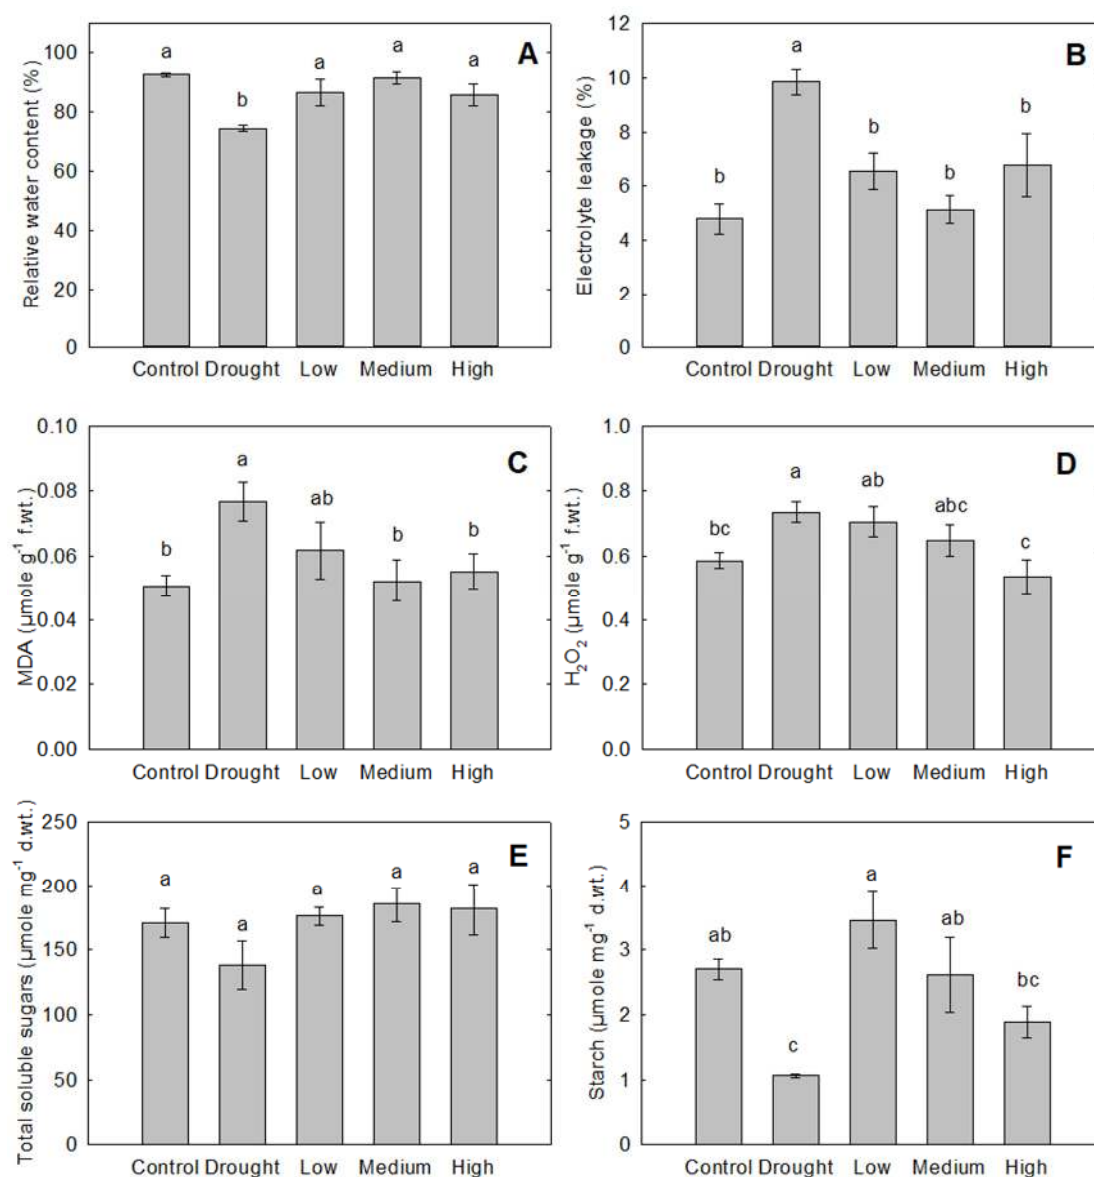 A
Relative water content (%)
100
80
60
40
20
0
a
b
a
a
a
Control Drought Low Medium High
B
Electrolyte leakage (%)
12
10
8
6
4
2
0
b
a
b
b
b
Control Drought Low Medium High
C
MDA (µmole g⁻¹ f.wt.)
0.10
0.08
0.06
0.04
0.02
0.00
b
a
ab
b
b
Control Drought Low Medium High
D
H₂O₂ (µmole g⁻¹ f.wt.)
1.0
0.8
0.6
0.4
0.2
0.0
bc
a
ab
abc
c
Control Drought Low Medium High
E
Total soluble sugars (µmole mg⁻¹ d.wt.)
250
200
150
100
50
0
a
a
a
a
a
Control Drought Low Medium High
F
Starch (µmole mg⁻¹ d.wt.)
5
4
3
2
1
0
ab
c
a
ab
bc
Control Drought Low Medium High